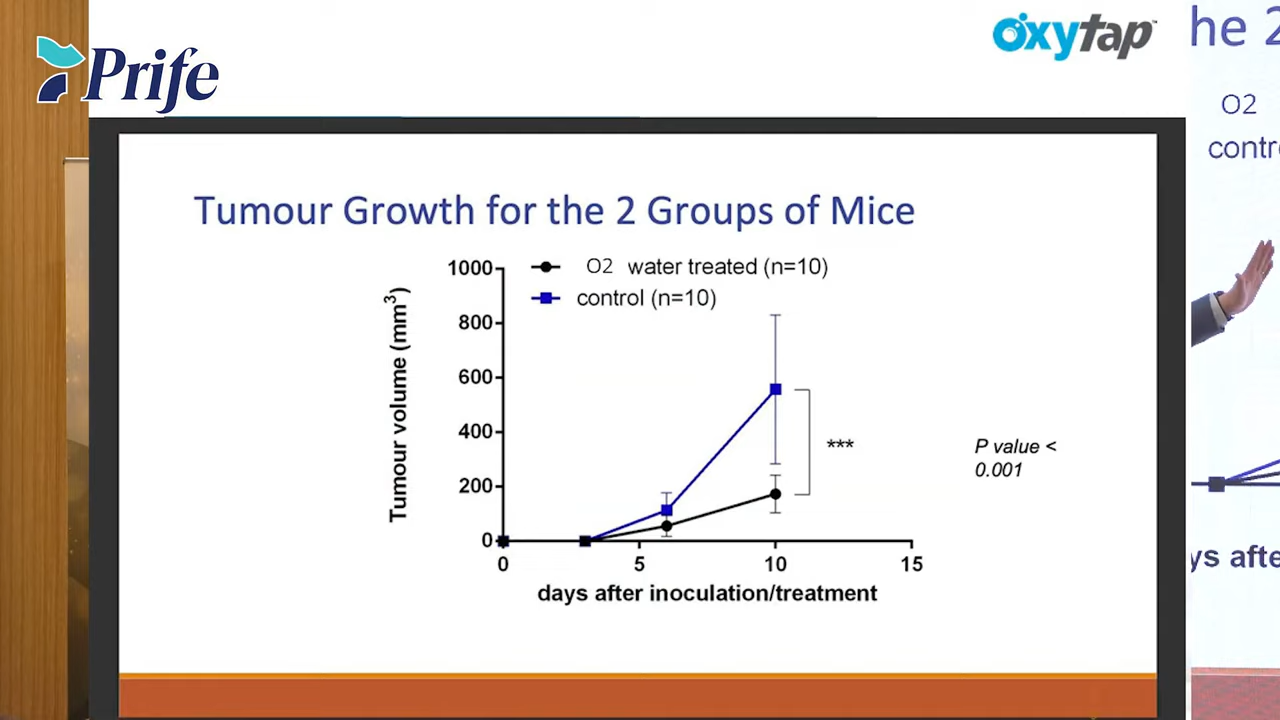 Prife
oxytap™
Tumour Growth for the 2 Groups of Mice
O2 water treated (n=10)
control (n=10)
Tumour volume (mm³)
1000
800
600
400
200
0
0 5 10 15
days after inoculation/treatment
***
P value <
0.001
he 2
O2
contr
ys afte